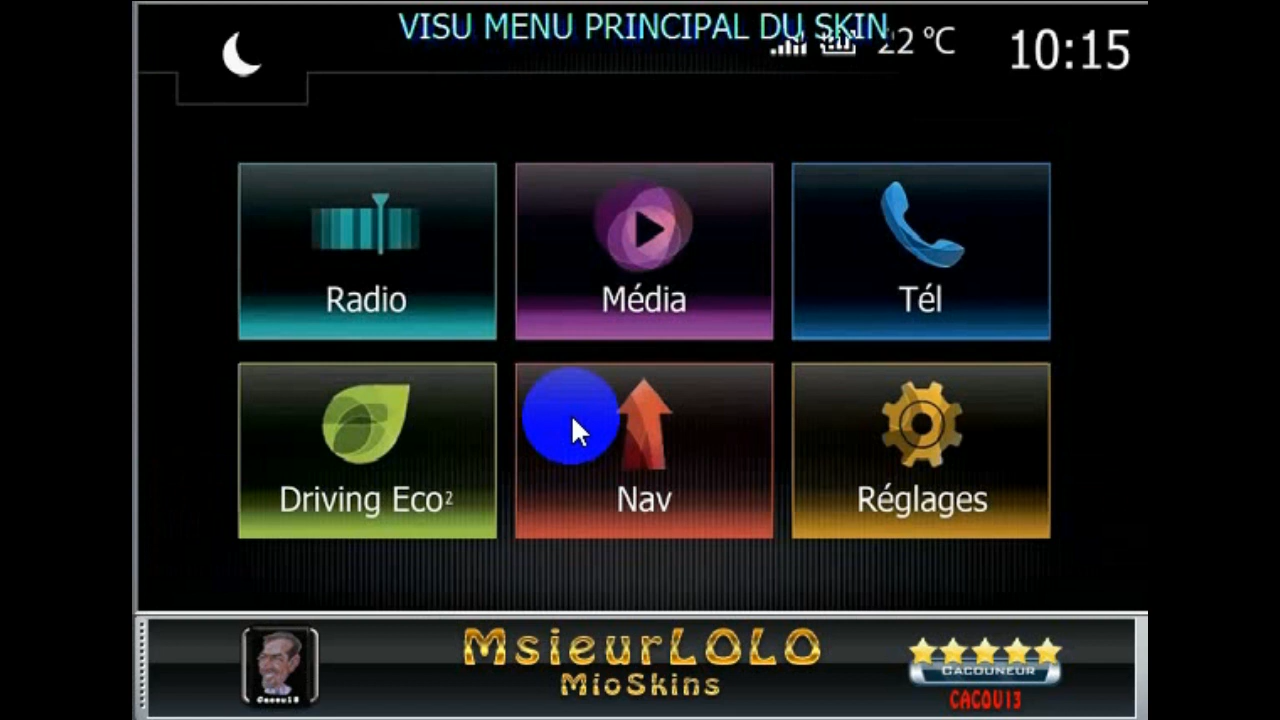 VISU MENU PRINCIPAL DU SKIN
22 °C
10:15
Radio
Média
Tél
Driving Eco²
Nav
Réglages
MsieurLOLO
MioSkins
Cacou13
CACOUNEUR
CACOU13